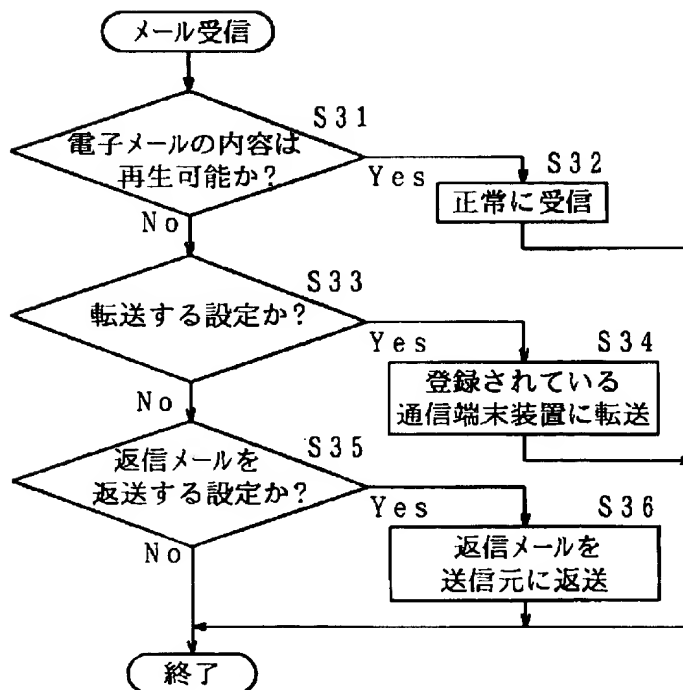 メール受信
S31
電子メールの内容は
再生可能か?
Yes
S32
正常に受信
No
S33
転送する設定か?
Yes
S34
登録されている
通信端末装置に転送
No
S35
返信メールを
返送する設定か?
Yes
S36
返信メールを
送信元に返送
No
終了